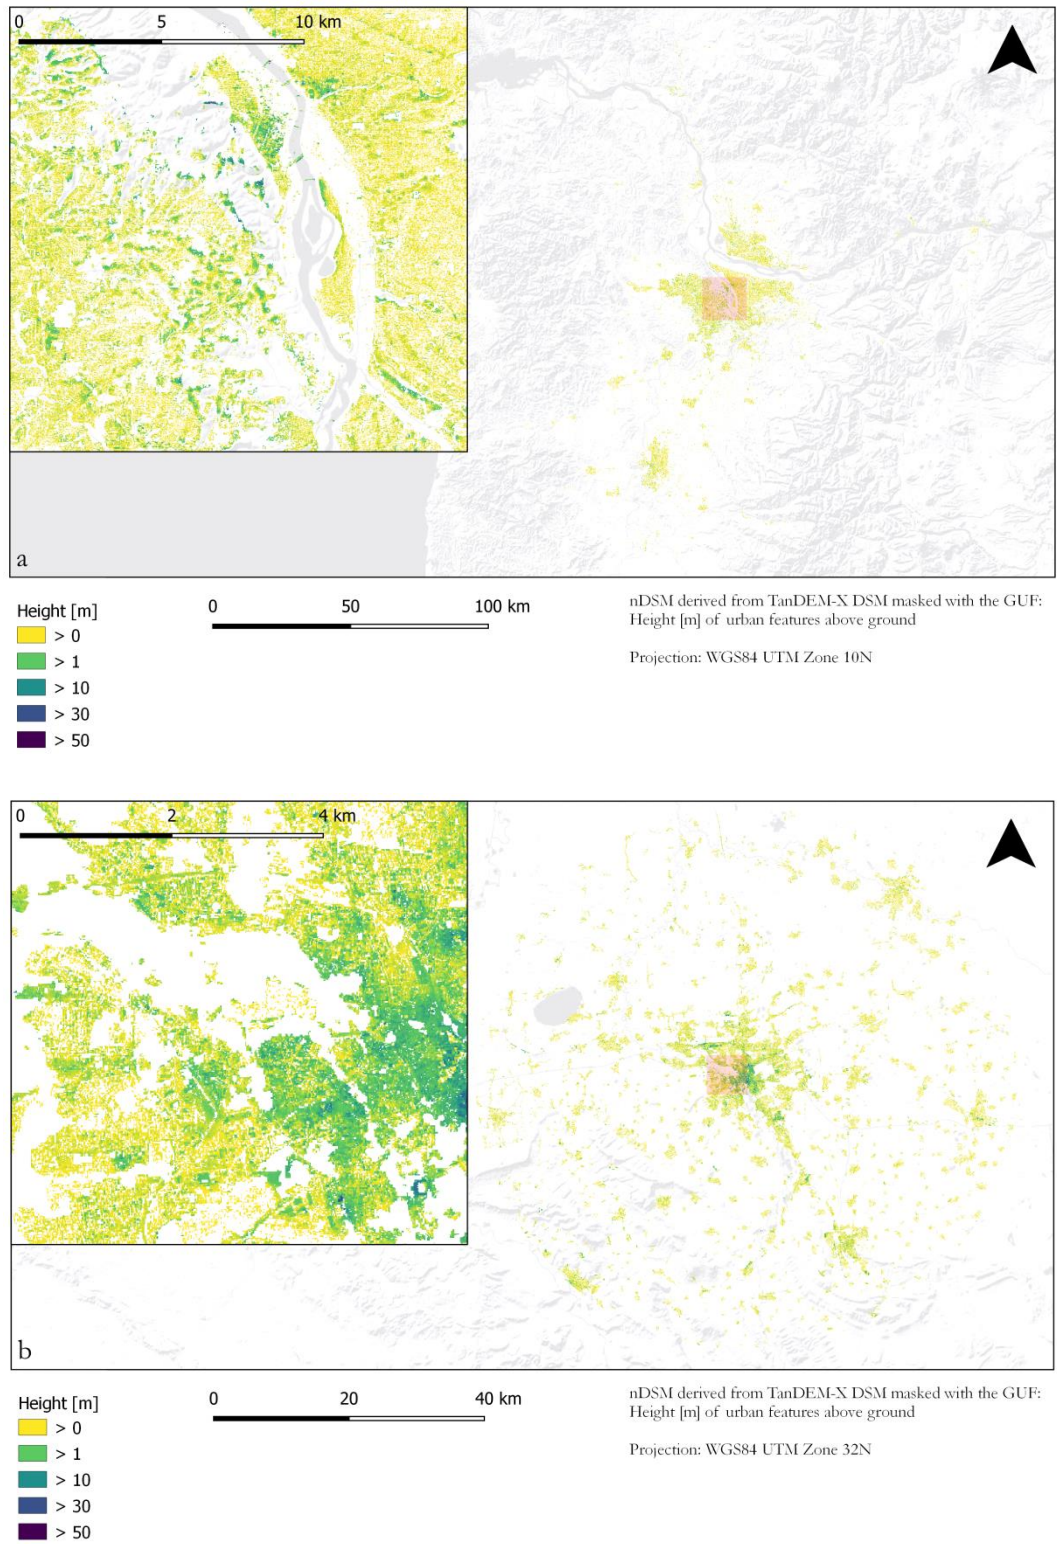 0 5 10 km
a
Height [m]
> 0
> 1
> 10
> 30
> 50
0 50 100 km
nDSM derived from TanDEM-X DSM masked with the GUF:
Height [m] of urban features above ground
Projection: WGS84 UTM Zone 10N
0 2 4 km
b
Height [m]
> 0
> 1
> 10
> 30
> 50
0 20 40 km
nDSM derived from TanDEM-X DSM masked with the GUF:
Height [m] of urban features above ground
Projection: WGS84 UTM Zone 32N